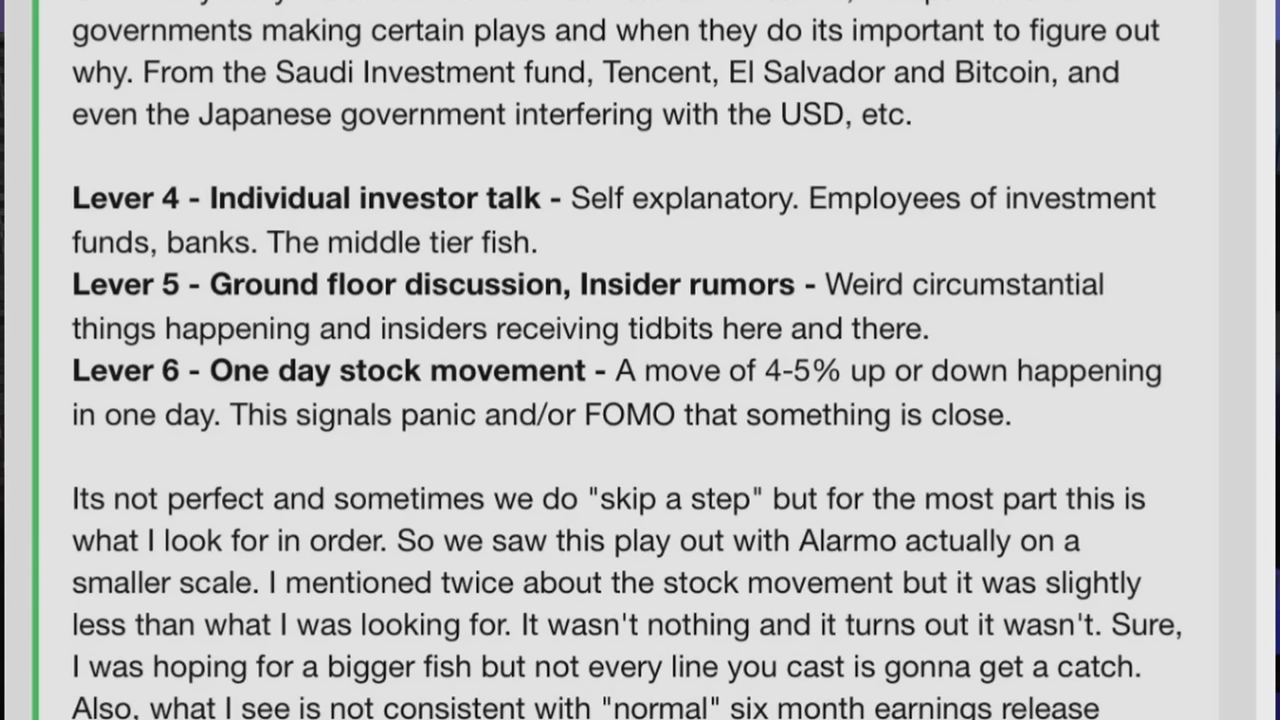 governments making certain plays and when they do its important to figure out
why. From the Saudi Investment fund, Tencent, El Salvador and Bitcoin, and
even the Japanese government interfering with the USD, etc.
Lever 4 - Individual investor talk - Self explanatory. Employees of investment
funds, banks. The middle tier fish.
Lever 5 - Ground floor discussion, Insider rumors - Weird circumstantial
things happening and insiders receiving tidbits here and there.
Lever 6 - One day stock movement - A move of 4-5% up or down happening
in one day. This signals panic and/or FOMO that something is close.
Its not perfect and sometimes we do "skip a step" but for the most part this is
what I look for in order. So we saw this play out with Alarmo actually on a
smaller scale. I mentioned twice about the stock movement but it was slightly
less than what I was looking for. It wasn't nothing and it turns out it wasn't. Sure,
I was hoping for a bigger fish but not every line you cast is gonna get a catch.
Also, what I see is not consistent with "normal" six month earnings release